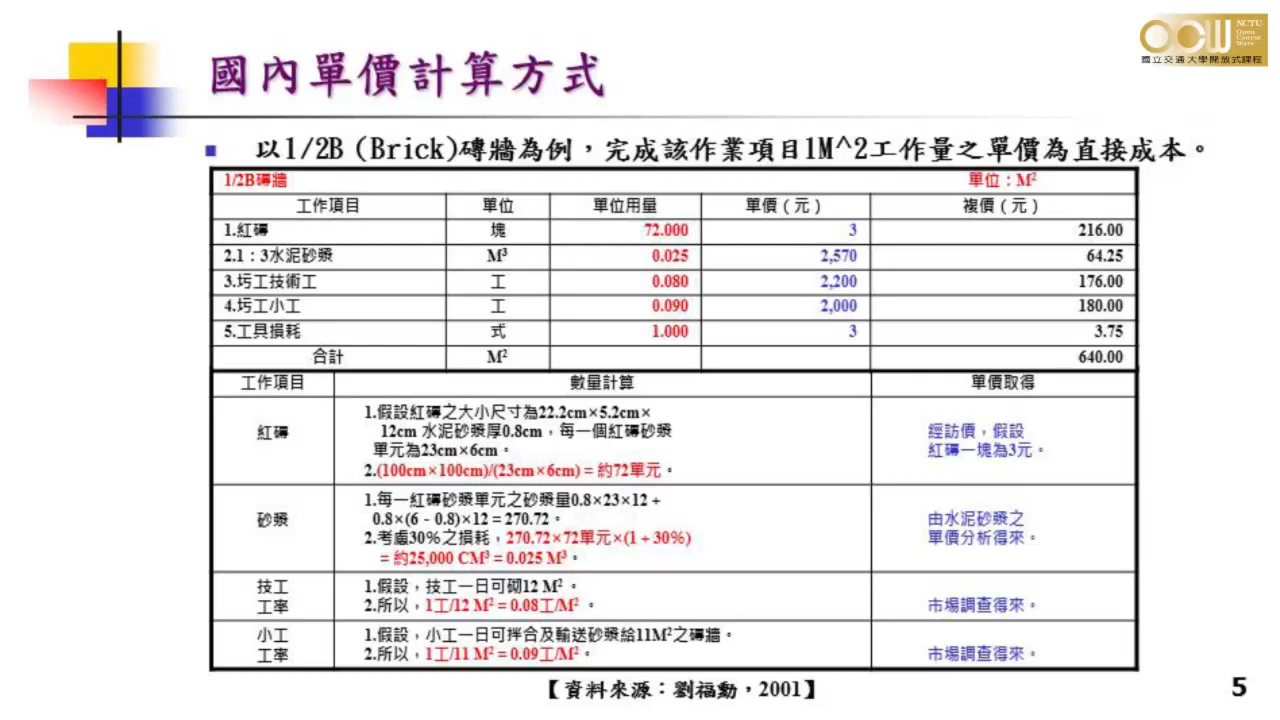 OCW NCTU Open Course Ware
國立交通大學開放式課程
國內單價計算方式
以1/2B (Brick)磚牆為例，完成該作業項目1M^2工作量之單價為直接成本。
1/2B磚牆 單位：M²
工作項目 單位 單位用量 單價（元） 複價（元）
1.紅磚 塊 72.000 3 216.00
2.1：3水泥砂漿 M³ 0.025 2,570 64.25
3.圬工技術工 工 0.080 2,200 176.00
4.圬工小工 工 0.090 2,000 180.00
5.工具損耗 式 1.000 3 3.75
合計 M² 640.00
工作項目 數量計算 單價取得
紅磚
1.假設紅磚之大小尺寸為22.2cm×5.2cm×
12cm 水泥砂漿厚0.8cm，每一個紅磚砂漿
單元為23cm×6cm。
2.(100cm×100cm)/(23cm×6cm) = 約72單元。
經訪價，假設
紅磚一塊為3元。
砂漿
1.每一紅磚砂漿單元之砂漿量0.8×23×12 +
0.8×(6 - 0.8)×12 = 270.72。
2.考慮30%之損耗，270.72×72單元×(1 + 30%)
= 約25,000 CM³ = 0.025 M³。
由水泥砂漿之
單價分析得來。
技工
工率
1.假設，技工一日可砌12 M²。
2.所以，1工/12 M² = 0.08工/M²。
市場調查得來。
小工
工率
1.假設，小工一日可拌合及輸送砂漿給11M²之磚牆。
2.所以，1工/11 M² = 0.09工/M²。
市場調查得來。
【資料來源：劉福勳，2001】
5